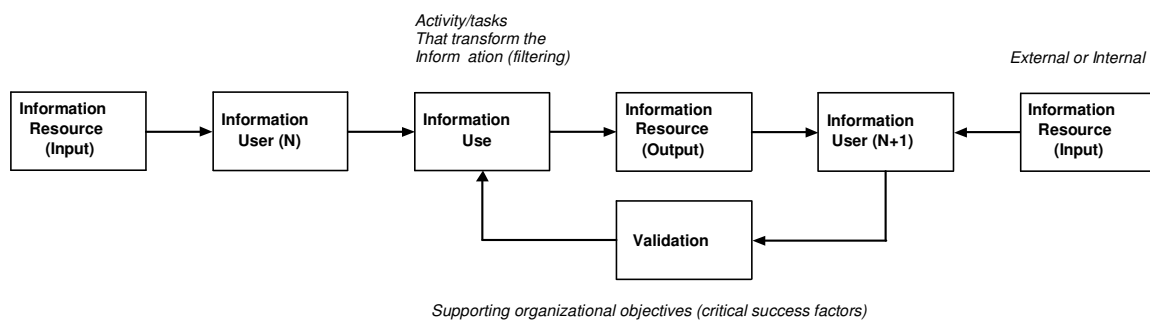 Activity/tasks
That transform the
Inform ation (filtering)
External or Internal
Information
Resource
(Input)
Information
User (N)
Information
Use
Information
Resource
(Output)
Information
User (N+1)
Information
Resource
(Input)
Validation
Supporting organizational objectives (critical success factors)